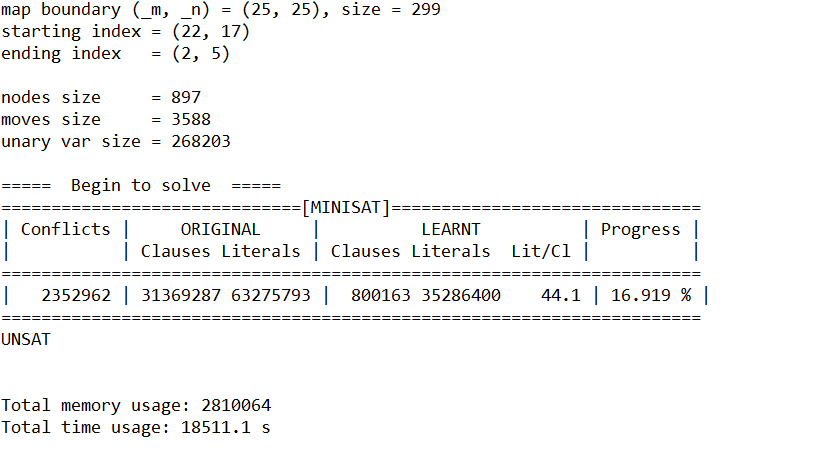 map boundary (_m, _n) = (25, 25), size = 299
starting index = (22, 17)
ending index   = (2, 5)
nodes size     = 897
moves size     = 3588
unary var size = 268203
=====  Begin to solve  =====
==============================[MINISAT]===============================
| Conflicts |     ORIGINAL      |          LEARNT          | Progress |
|           | Clauses Literals | Clauses Literals  Lit/Cl |          |
======================================================================
|   2352962 | 31369287 63275793 |  800163 35286400    44.1 | 16.919 % |
======================================================================
UNSAT
Total memory usage: 2810064
Total time usage: 18511.1 s